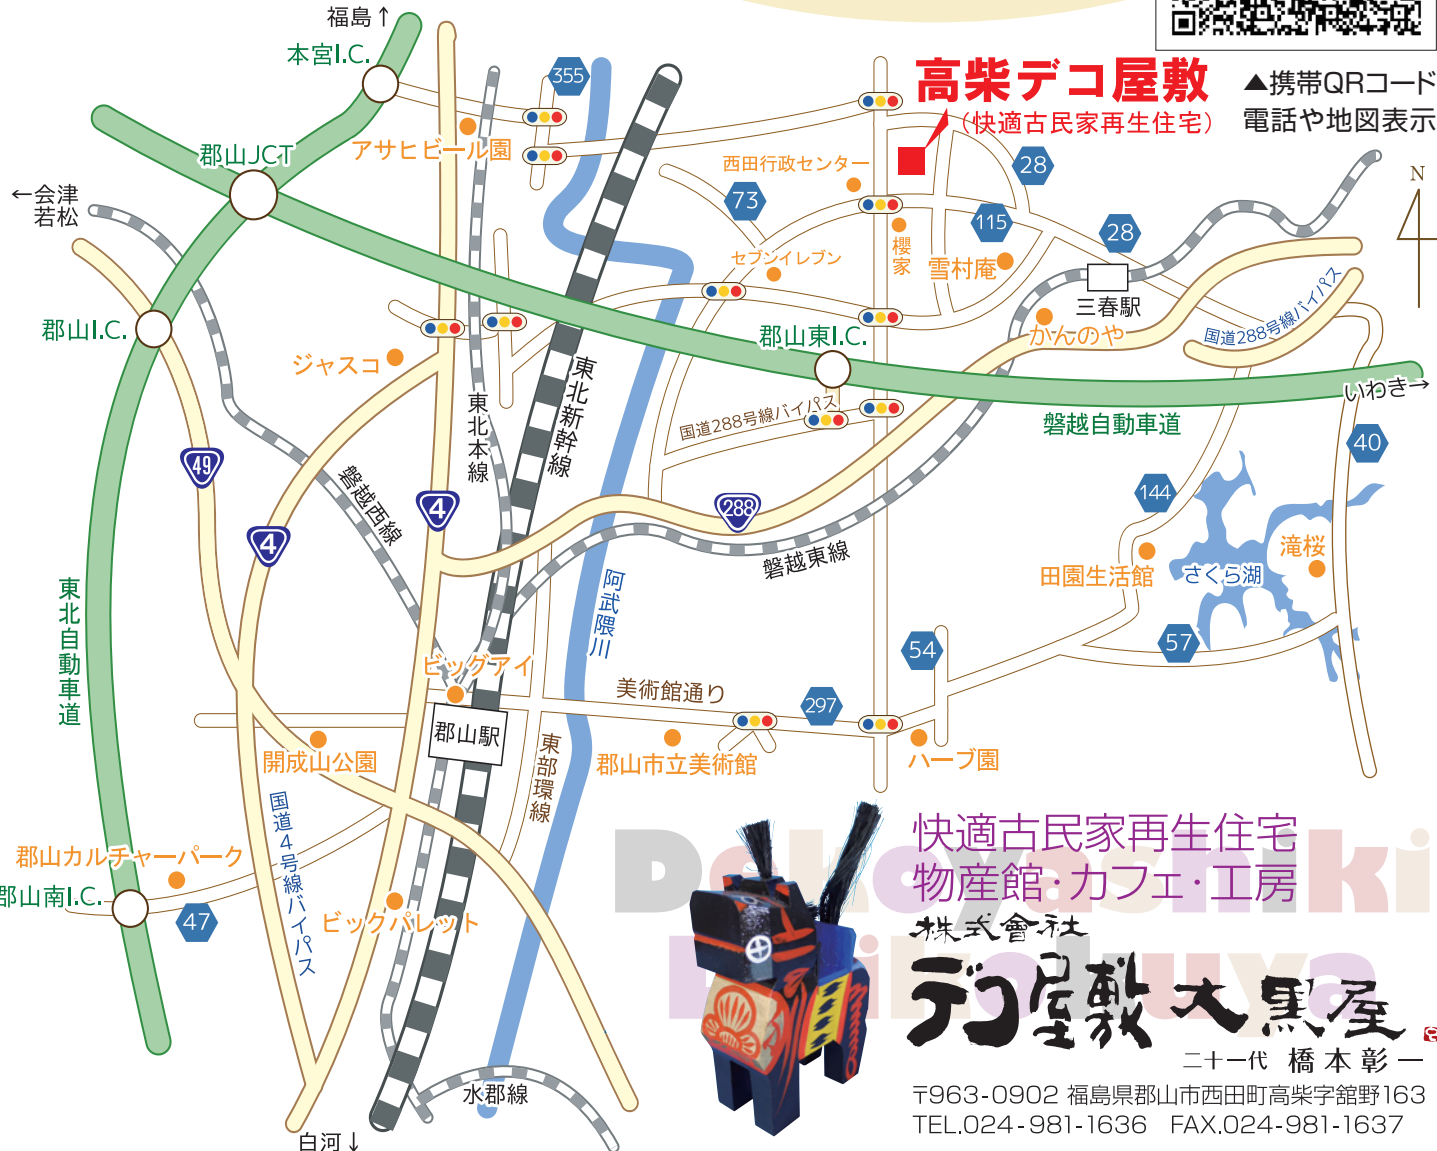 福島↑
本宮I.C.
355
高柴デコ屋敷
(快適古民家再生住宅)
▲携帯QRコード
電話や地図表示
アサヒビール園
郡山JCT
西田行政センター
28
N
←会津
若松
73
115
28
櫻家
セブンイレブン
雪村庵
三春駅
郡山I.C.
郡山東I.C.
かんのや
国道288号線バイパス
ジャスコ
東北新幹線
東北本線
いわき→
国道288号線バイパス
磐越自動車道
40
49
磐越西線
4
288
144
4
磐越東線
滝桜
田園生活館
さくら湖
東北自動車道
阿武隈川
54
57
ビッグアイ
美術館通り
297
郡山駅
開成山公園
東部環線
郡山市立美術館
ハーブ園
国道4号線バイパス
郡山カルチャーパーク
郡山南I.C.
47
ビックパレット
水郡線
白河↓
Dekoyashiki
Daikokuya
快適古民家再生住宅
物産館・カフェ・工房
株式會社
デコ屋敷 大黒屋
二十一代 橋本彰一
〒963-0902 福島県郡山市西田町高柴字舘野163
TEL.024-981-1636 FAX.024-981-1637